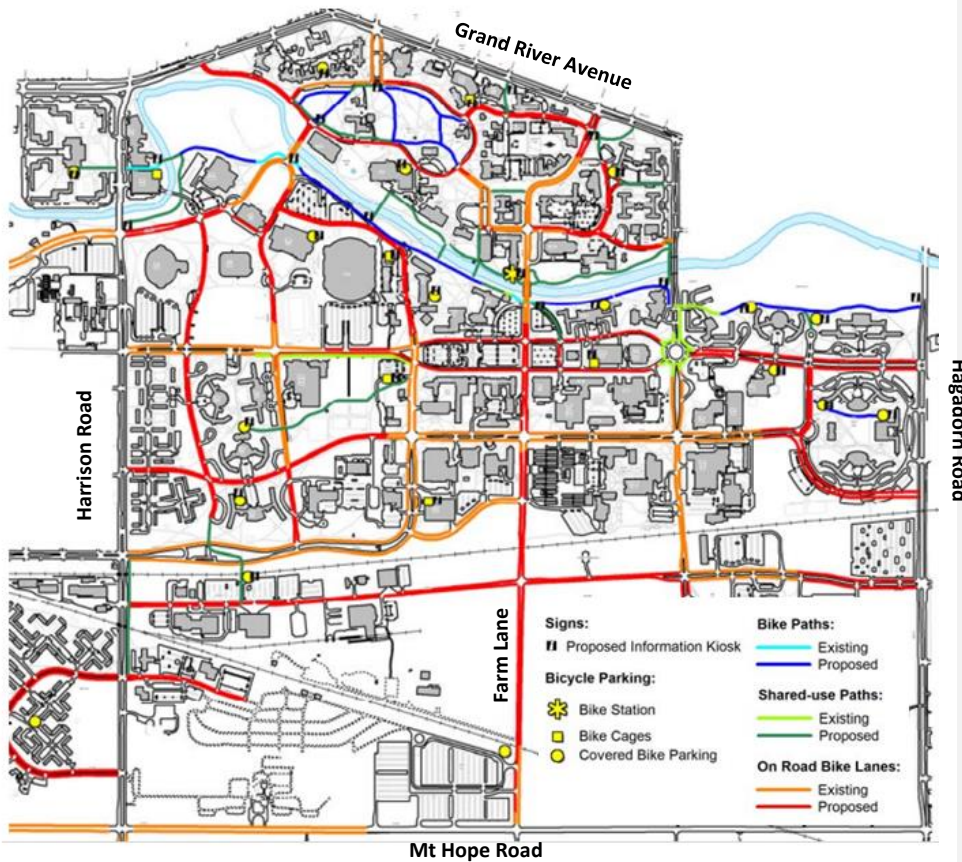 Grand River Avenue
Harrison Road
Hagadorn Road
Farm Lane
Signs:
Proposed Information Kiosk
Bicycle Parking:
Bike Station
Bike Cages
Covered Bike Parking
Bike Paths:
Existing
Proposed
Shared-use Paths:
Existing
Proposed
On Road Bike Lanes:
Existing
Proposed
Mt Hope Road